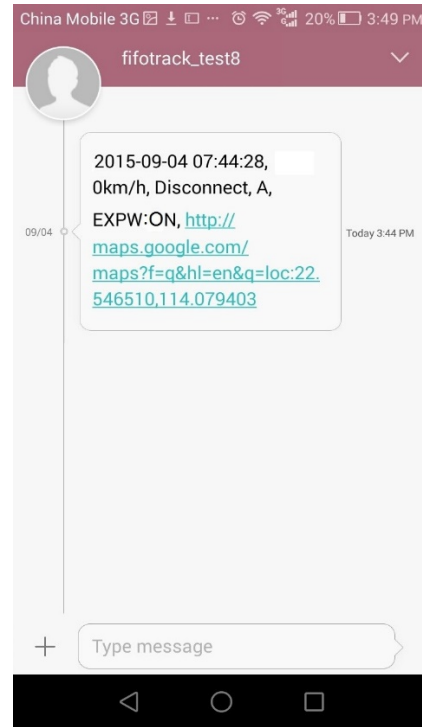 China Mobile 3G 3G G 20% 3:49 PM
fifotrack_test8
2015-09-04 07:44:28,
0km/h, Disconnect, A,
09/04
EXPW:ON, http://
maps.google.com/
maps?f=q&hl=en&q=loc:22.
546510,114.079403
Today 3:44 PM
Type message